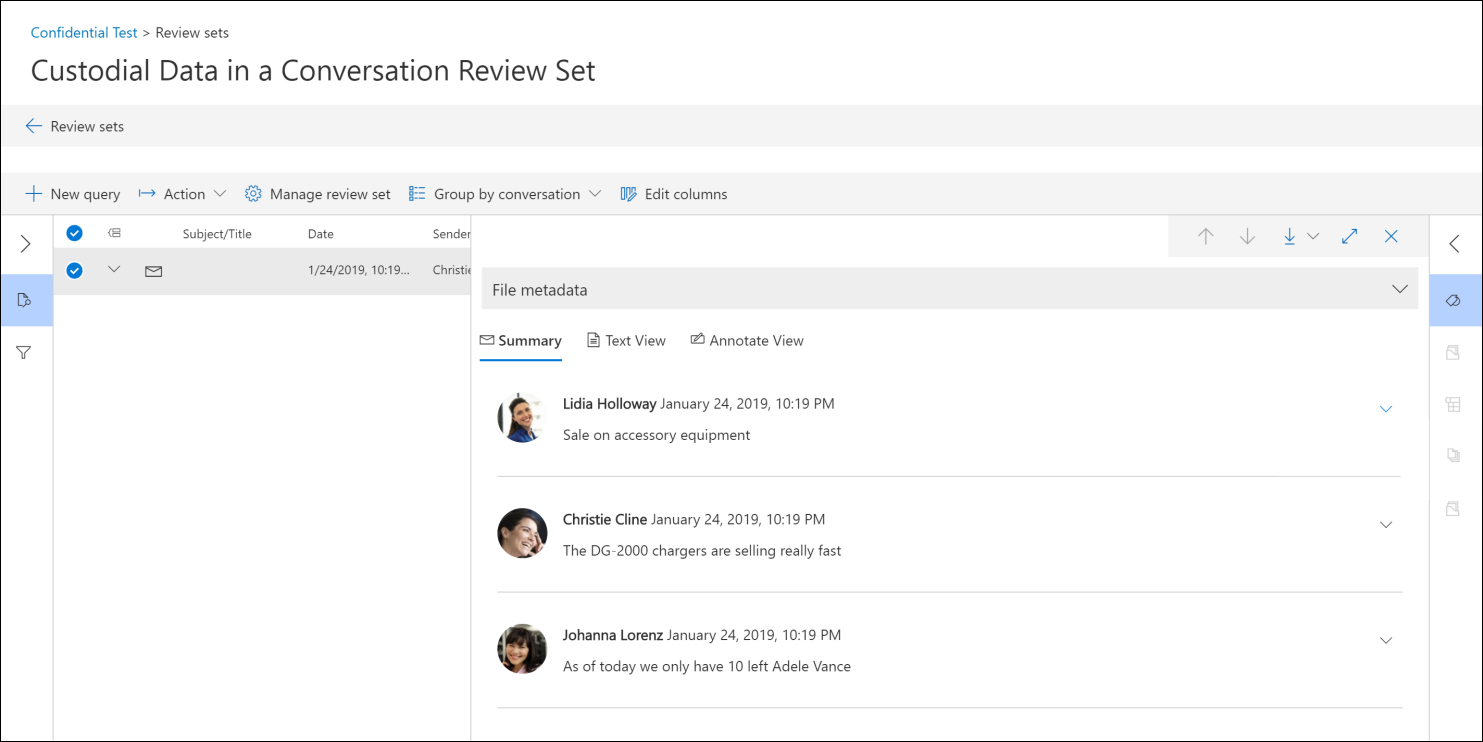 Confidential Test > Review sets
Custodial Data in a Conversation Review Set
Review sets
New query Action Manage review set Group by conversation Edit columns
Subject/Title Date Sender
1/24/2019, 10:19... Christie
File metadata
Summary Text View Annotate View
Lidia Holloway January 24, 2019, 10:19 PM
Sale on accessory equipment
Christie Cline January 24, 2019, 10:19 PM
The DG-2000 chargers are selling really fast
Johanna Lorenz January 24, 2019, 10:19 PM
As of today we only have 10 left Adele Vance